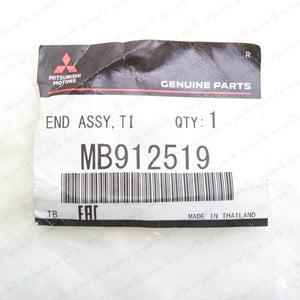 R
MITSUBISHI
MOTORS
GENUINE PARTS
END ASSY, TI QTY: 1
MB912519
TB EAC MADE IN THAILAND